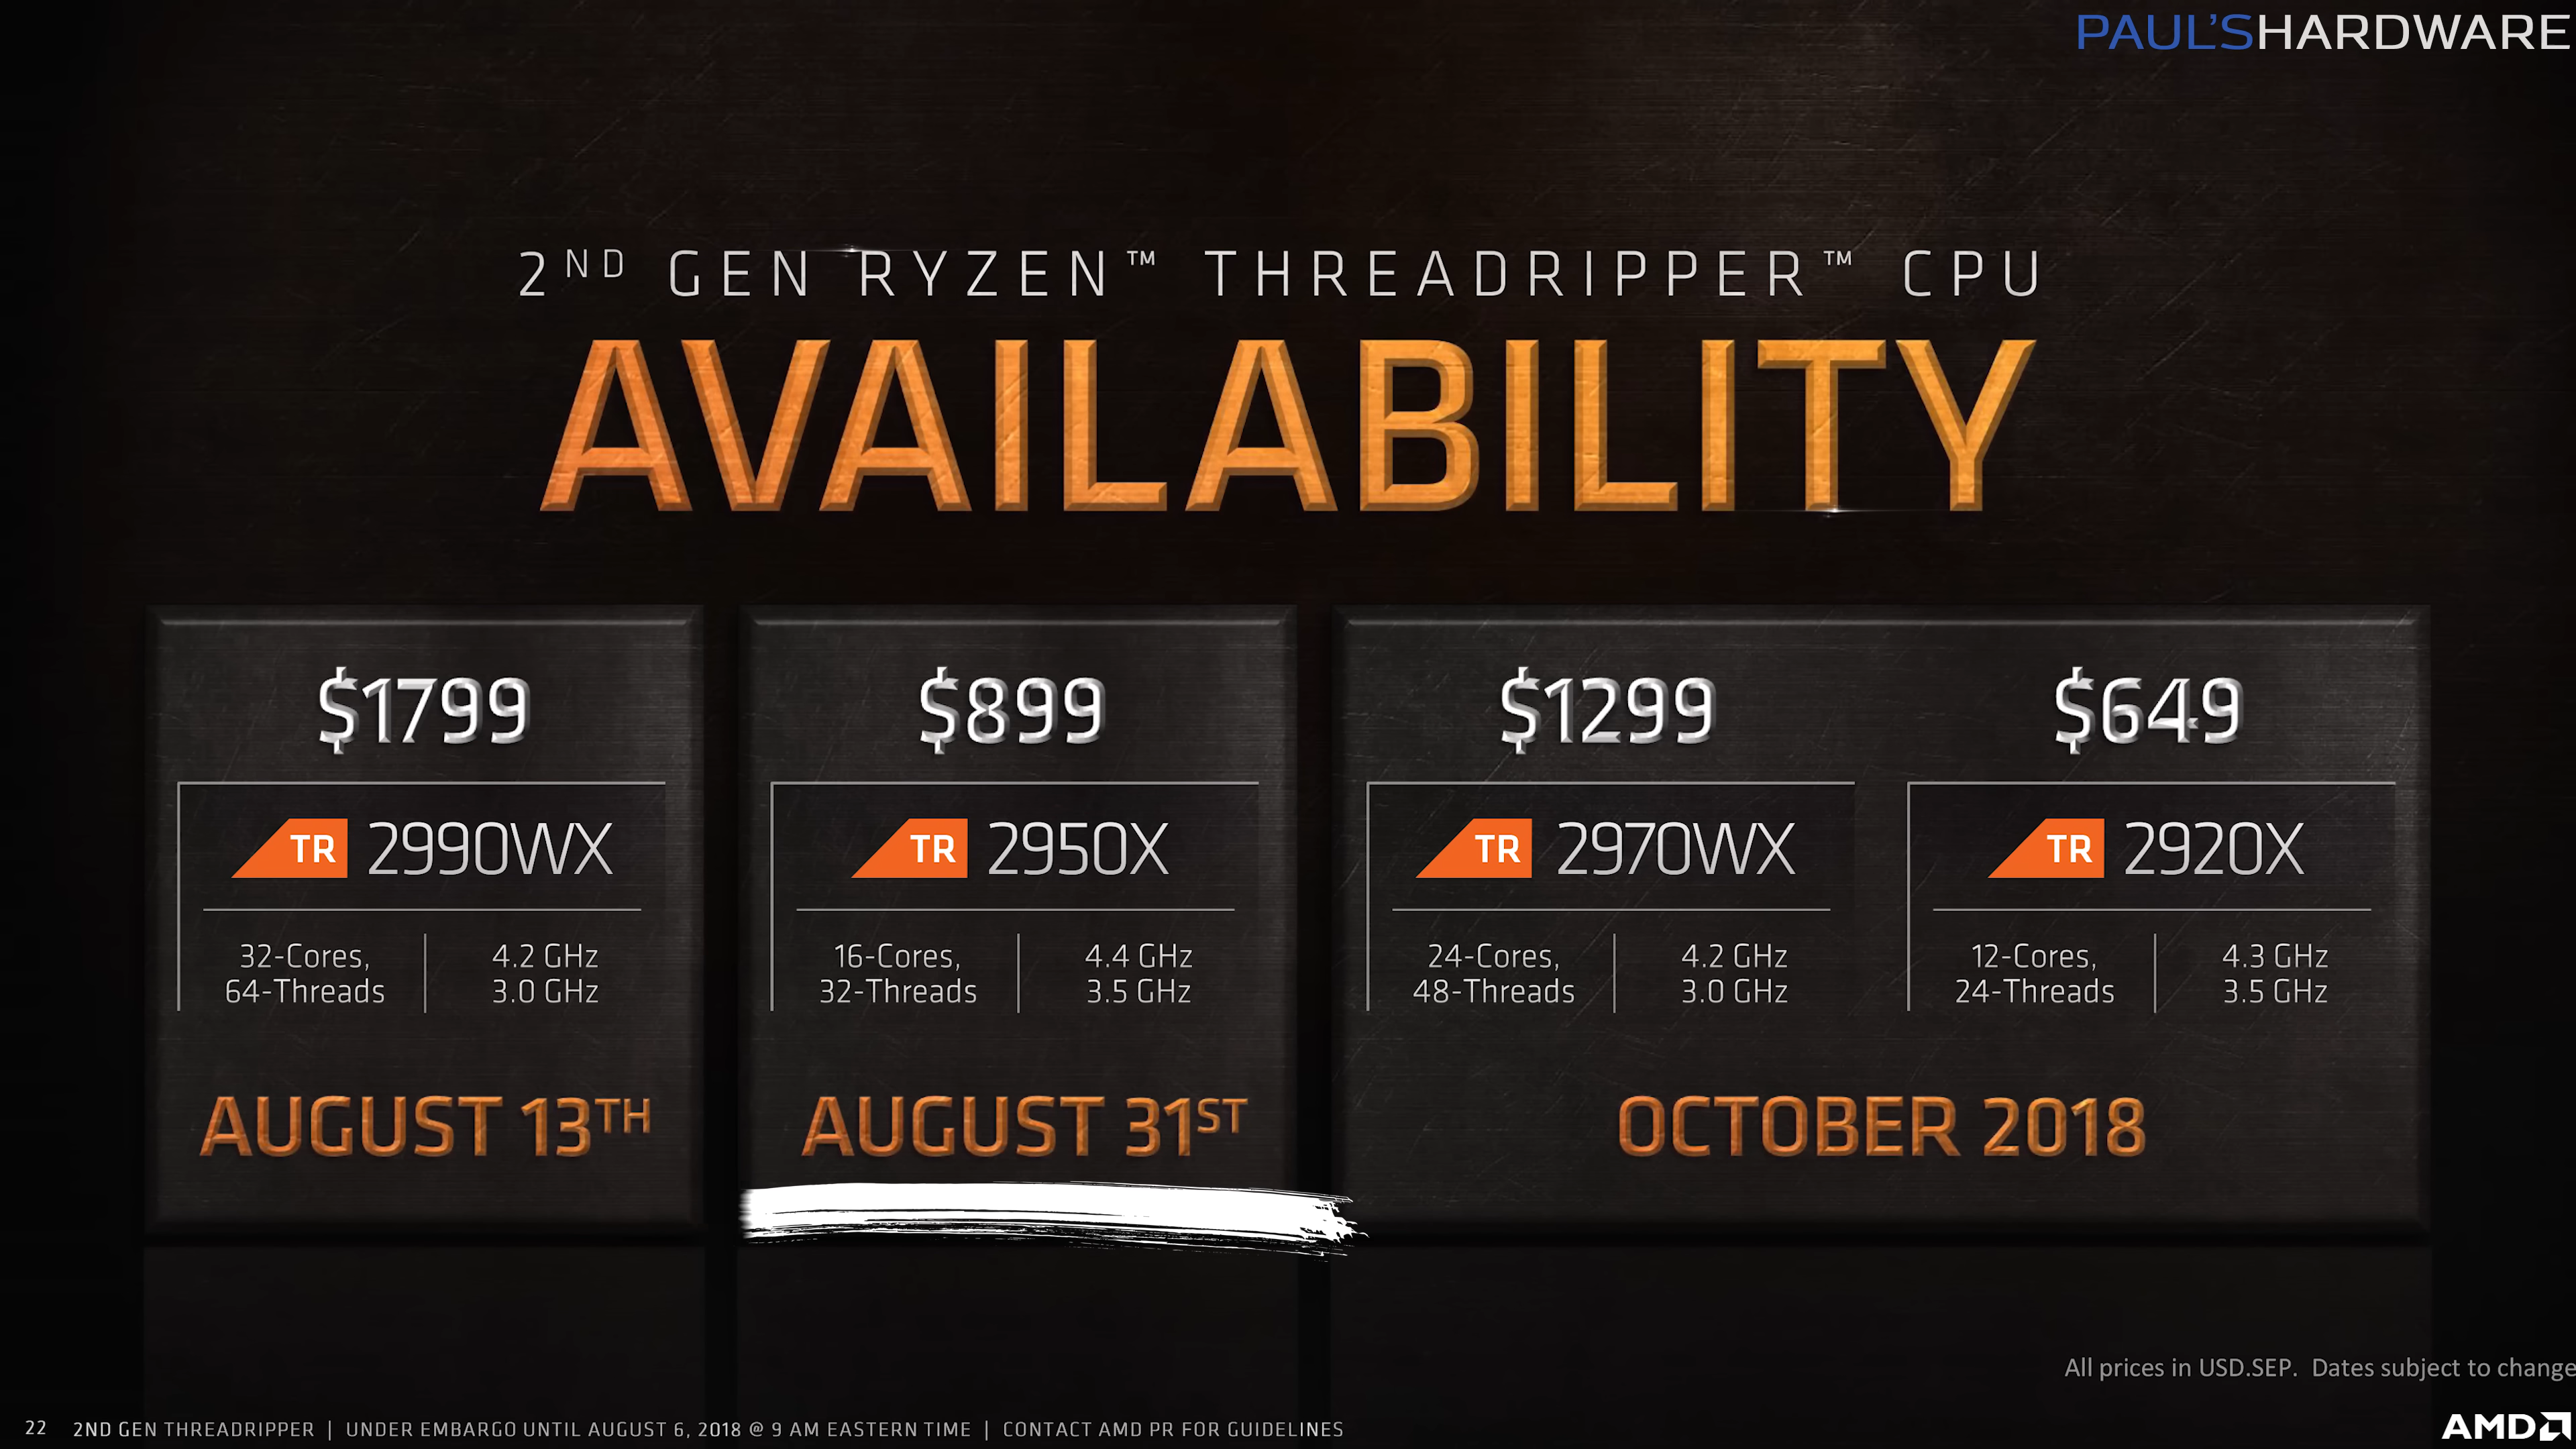 PAUL'SHARDWARE
2ND GEN RYZEN™ THREADRIPPER™ CPU
AVAILABILITY
$1799
TR 2990WX
32-Cores,
64-Threads
4.2 GHz
3.0 GHz
AUGUST 13TH
$899
TR 2950X
16-Cores,
32-Threads
4.4 GHz
3.5 GHz
AUGUST 31ST
$1299
TR 2970WX
24-Cores,
48-Threads
4.2 GHz
3.0 GHz
$649
TR 2920X
12-Cores,
24-Threads
4.3 GHz
3.5 GHz
OCTOBER 2018
All prices in USD.SEP. Dates subject to change
22 2ND GEN THREADRIPPER | UNDER EMBARGO UNTIL AUGUST 6, 2018 @ 9 AM EASTERN TIME | CONTACT AMD PR FOR GUIDELINES
AMD